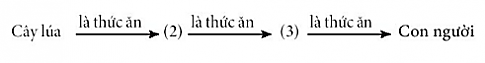 Cây lúa là thức ăn (2) là thức ăn (3) là thức ăn Con người